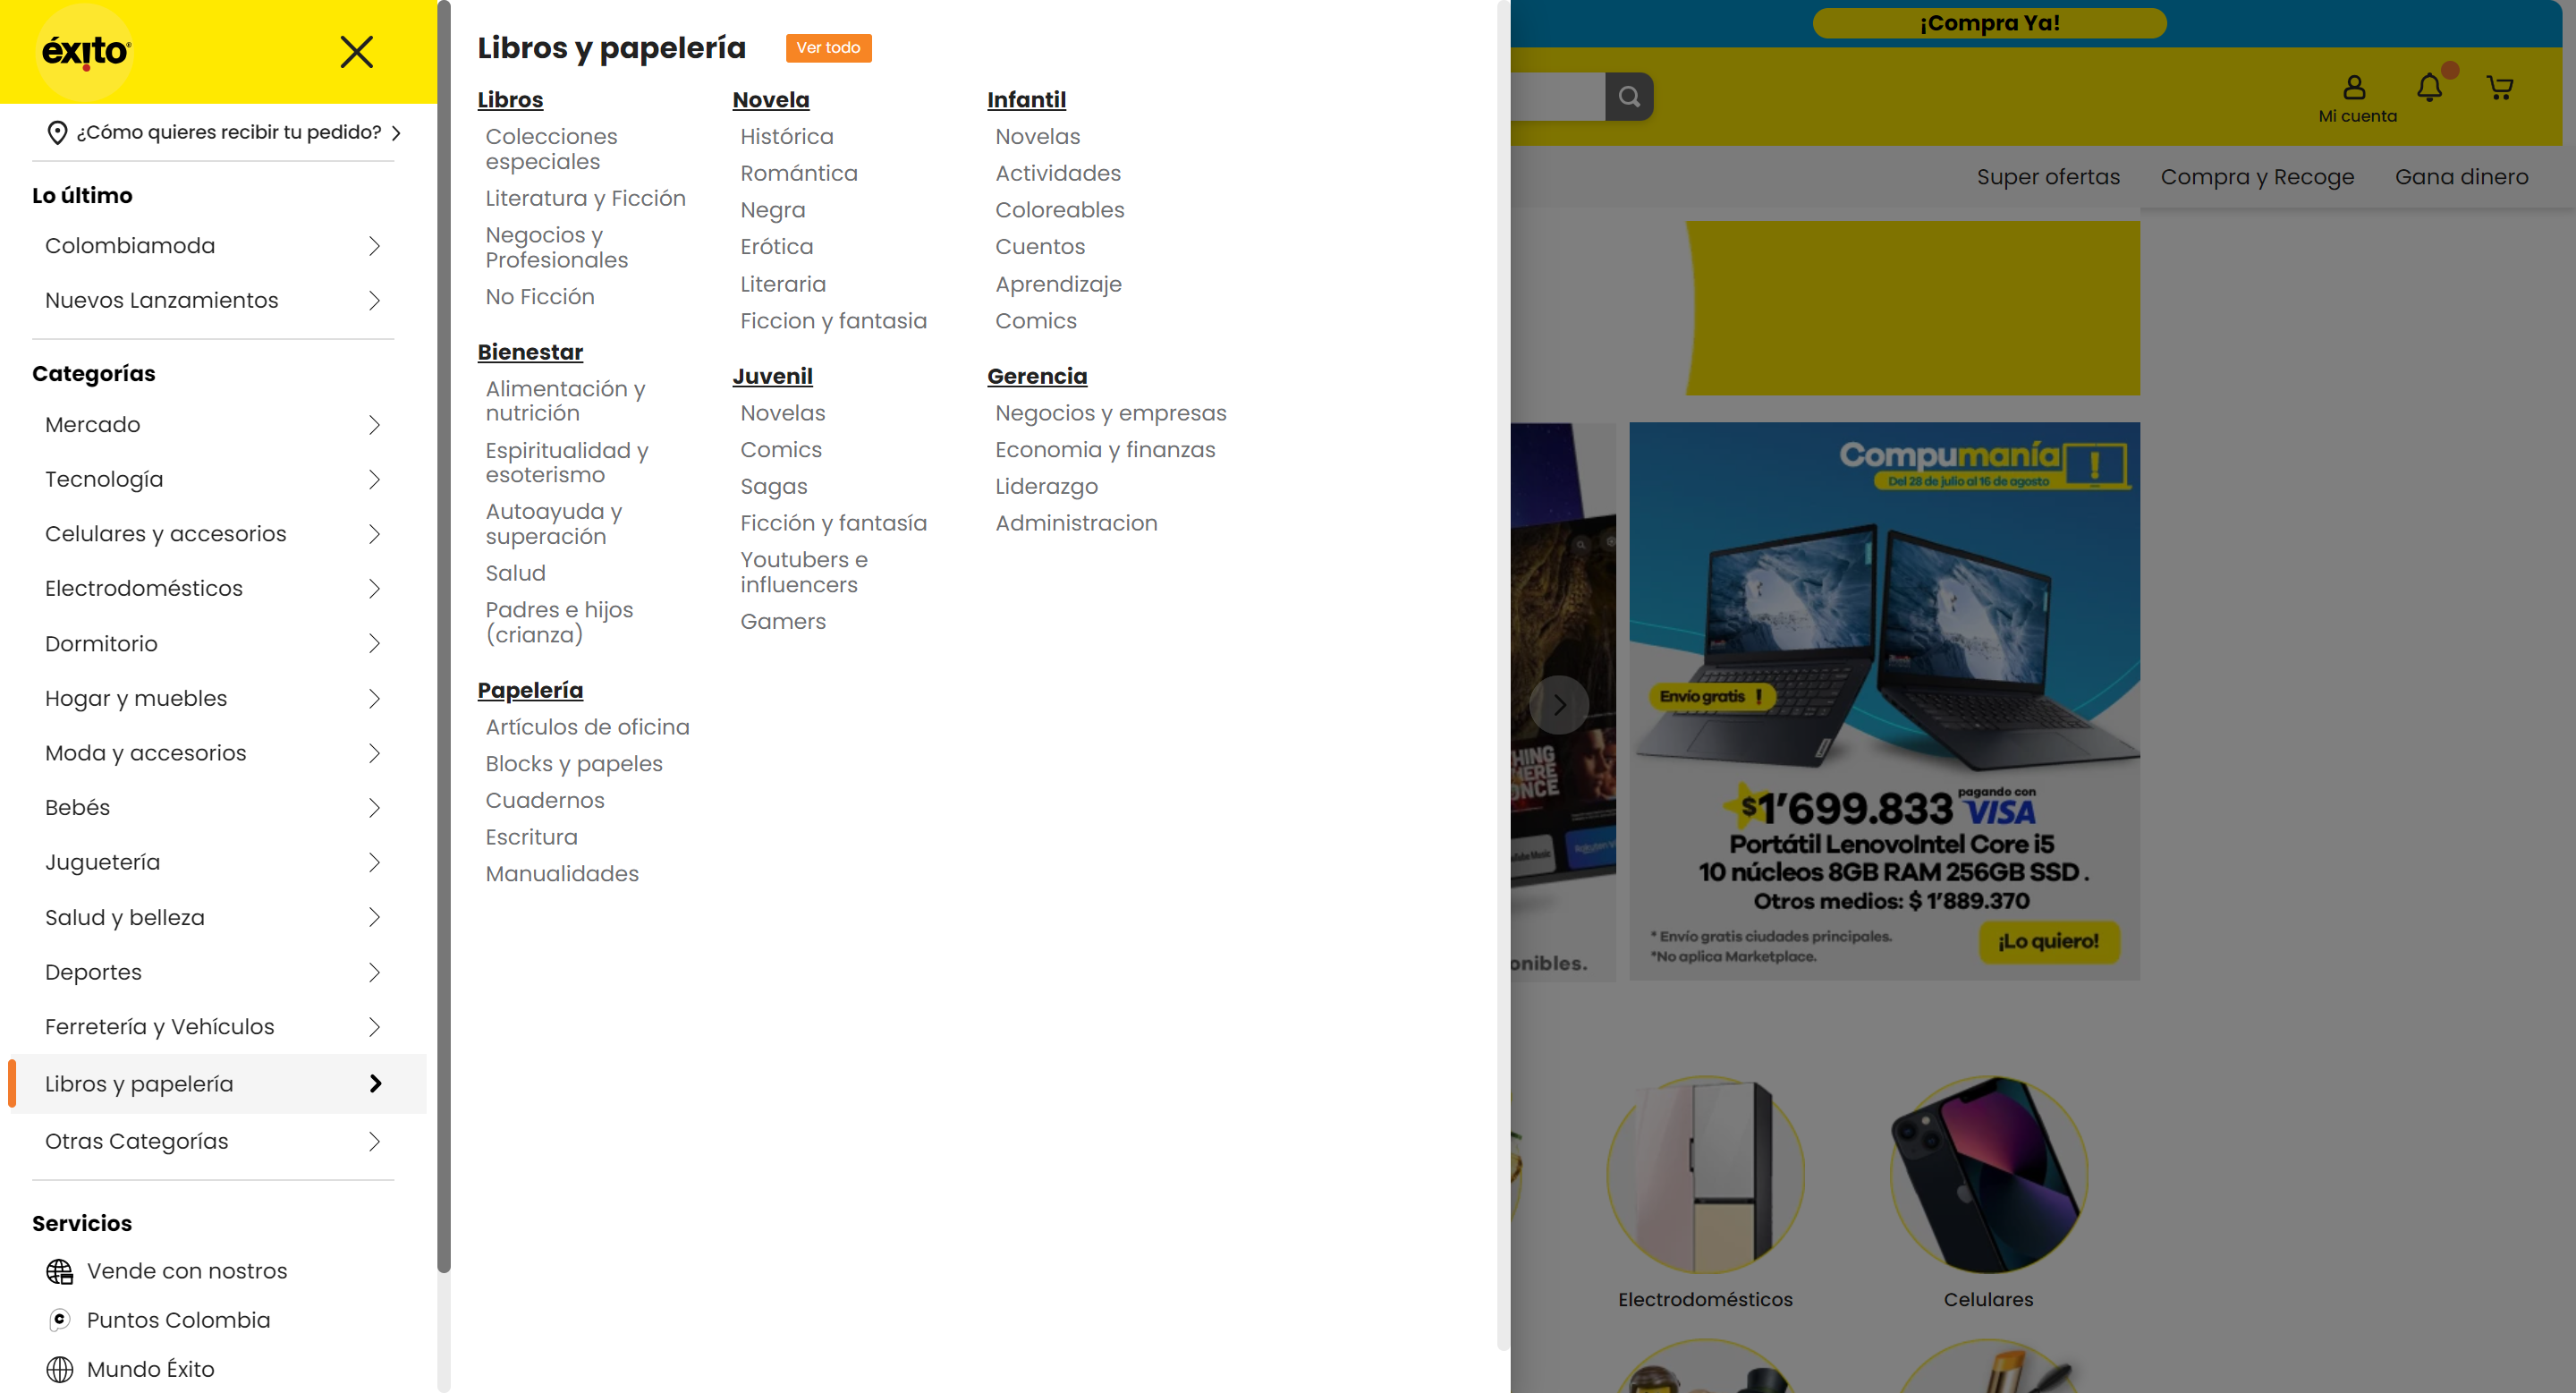 éxito
¿Cómo quieres recibir tu pedido?
Lo último
Colombiamoda
Nuevos Lanzamientos
Categorías
Mercado
Tecnología
Celulares y accesorios
Electrodomésticos
Dormitorio
Hogar y muebles
Moda y accesorios
Bebés
Juguetería
Salud y belleza
Deportes
Ferretería y Vehículos
Libros y papelería
Otras Categorías
Servicios
Vende con nostros
Puntos Colombia
Mundo Éxito
Libros y papelería
Ver todo
Libros
Colecciones
especiales
Literatura y Ficción
Negocios y
Profesionales
No Ficción
Bienestar
Alimentación y
nutrición
Espiritualidad y
esoterismo
Autoayuda y
superación
Salud
Padres e hijos
(crianza)
Papelería
Artículos de oficina
Blocks y papeles
Cuadernos
Escritura
Manualidades
Novela
Histórica
Romántica
Negra
Erótica
Literaria
Ficcion y fantasia
Juvenil
Novelas
Comics
Sagas
Ficción y fantasía
Youtubers e
influencers
Gamers
Infantil
Novelas
Actividades
Coloreables
Cuentos
Aprendizaje
Comics
Gerencia
Negocios y empresas
Economia y finanzas
Liderazgo
Administracion
¡Compra Ya!
Mi cuenta
Super ofertas
Compra y Recoge
Gana dinero
onibles.
Compumanía
Del 28 de julio al 16 de agosto
Envío gratis !
$1'699.833 pagando con VISA
Portátil LenovoIntel Core i5
10 núcleos 8GB RAM 256GB SSD .
Otros medios: $ 1'889.370
* Envío gratis ciudades principales.
*No aplica Marketplace.
¡Lo quiero!
Electrodomésticos
Celulares